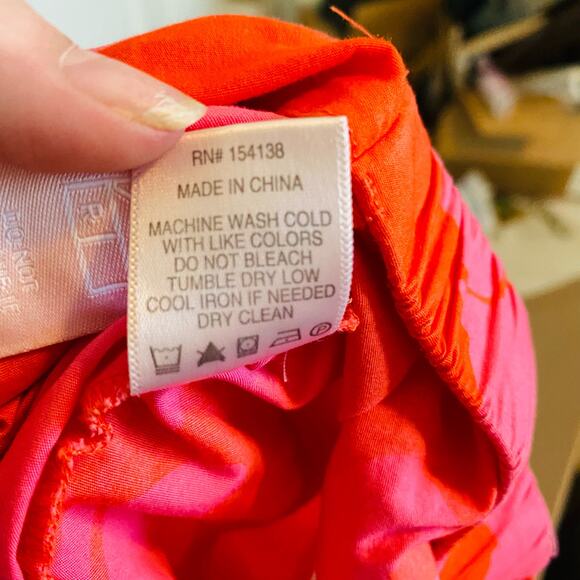 RN# 154138
MADE IN CHINA
MACHINE WASH COLD
WITH LIKE COLORS
DO NOT BLEACH
TUMBLE DRY LOW
COOL IRON IF NEEDED
DRY CLEAN
P